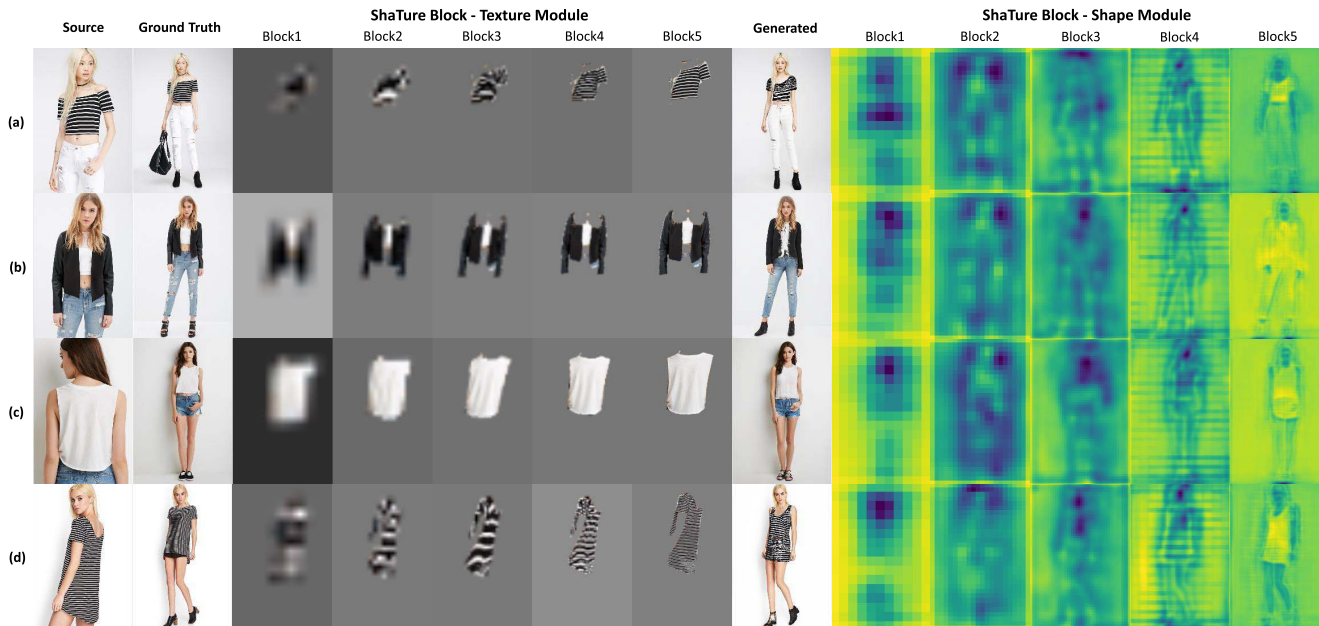 ShaTure Block - Texture Module
ShaTure Block - Shape Module
Source Ground Truth Block1 Block2 Block3 Block4 Block5 Generated Block1 Block2 Block3 Block4 Block5
(a)
(b)
(c)
(d)